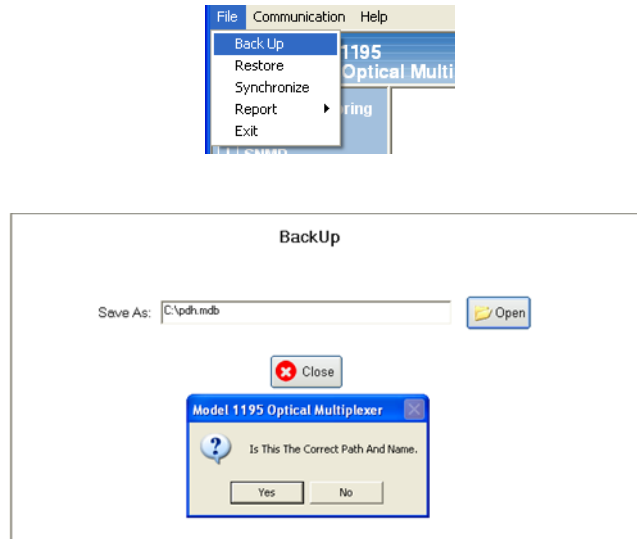 File Communication Help
Back Up
1195
Restore
Optical Multi
Synchronize
Report
ring
Exit
SNMP
BackUp
Save As: C:\pdh.mdb Open
Close
Model 1195 Optical Multiplexer
Is This The Correct Path And Name.
Yes No